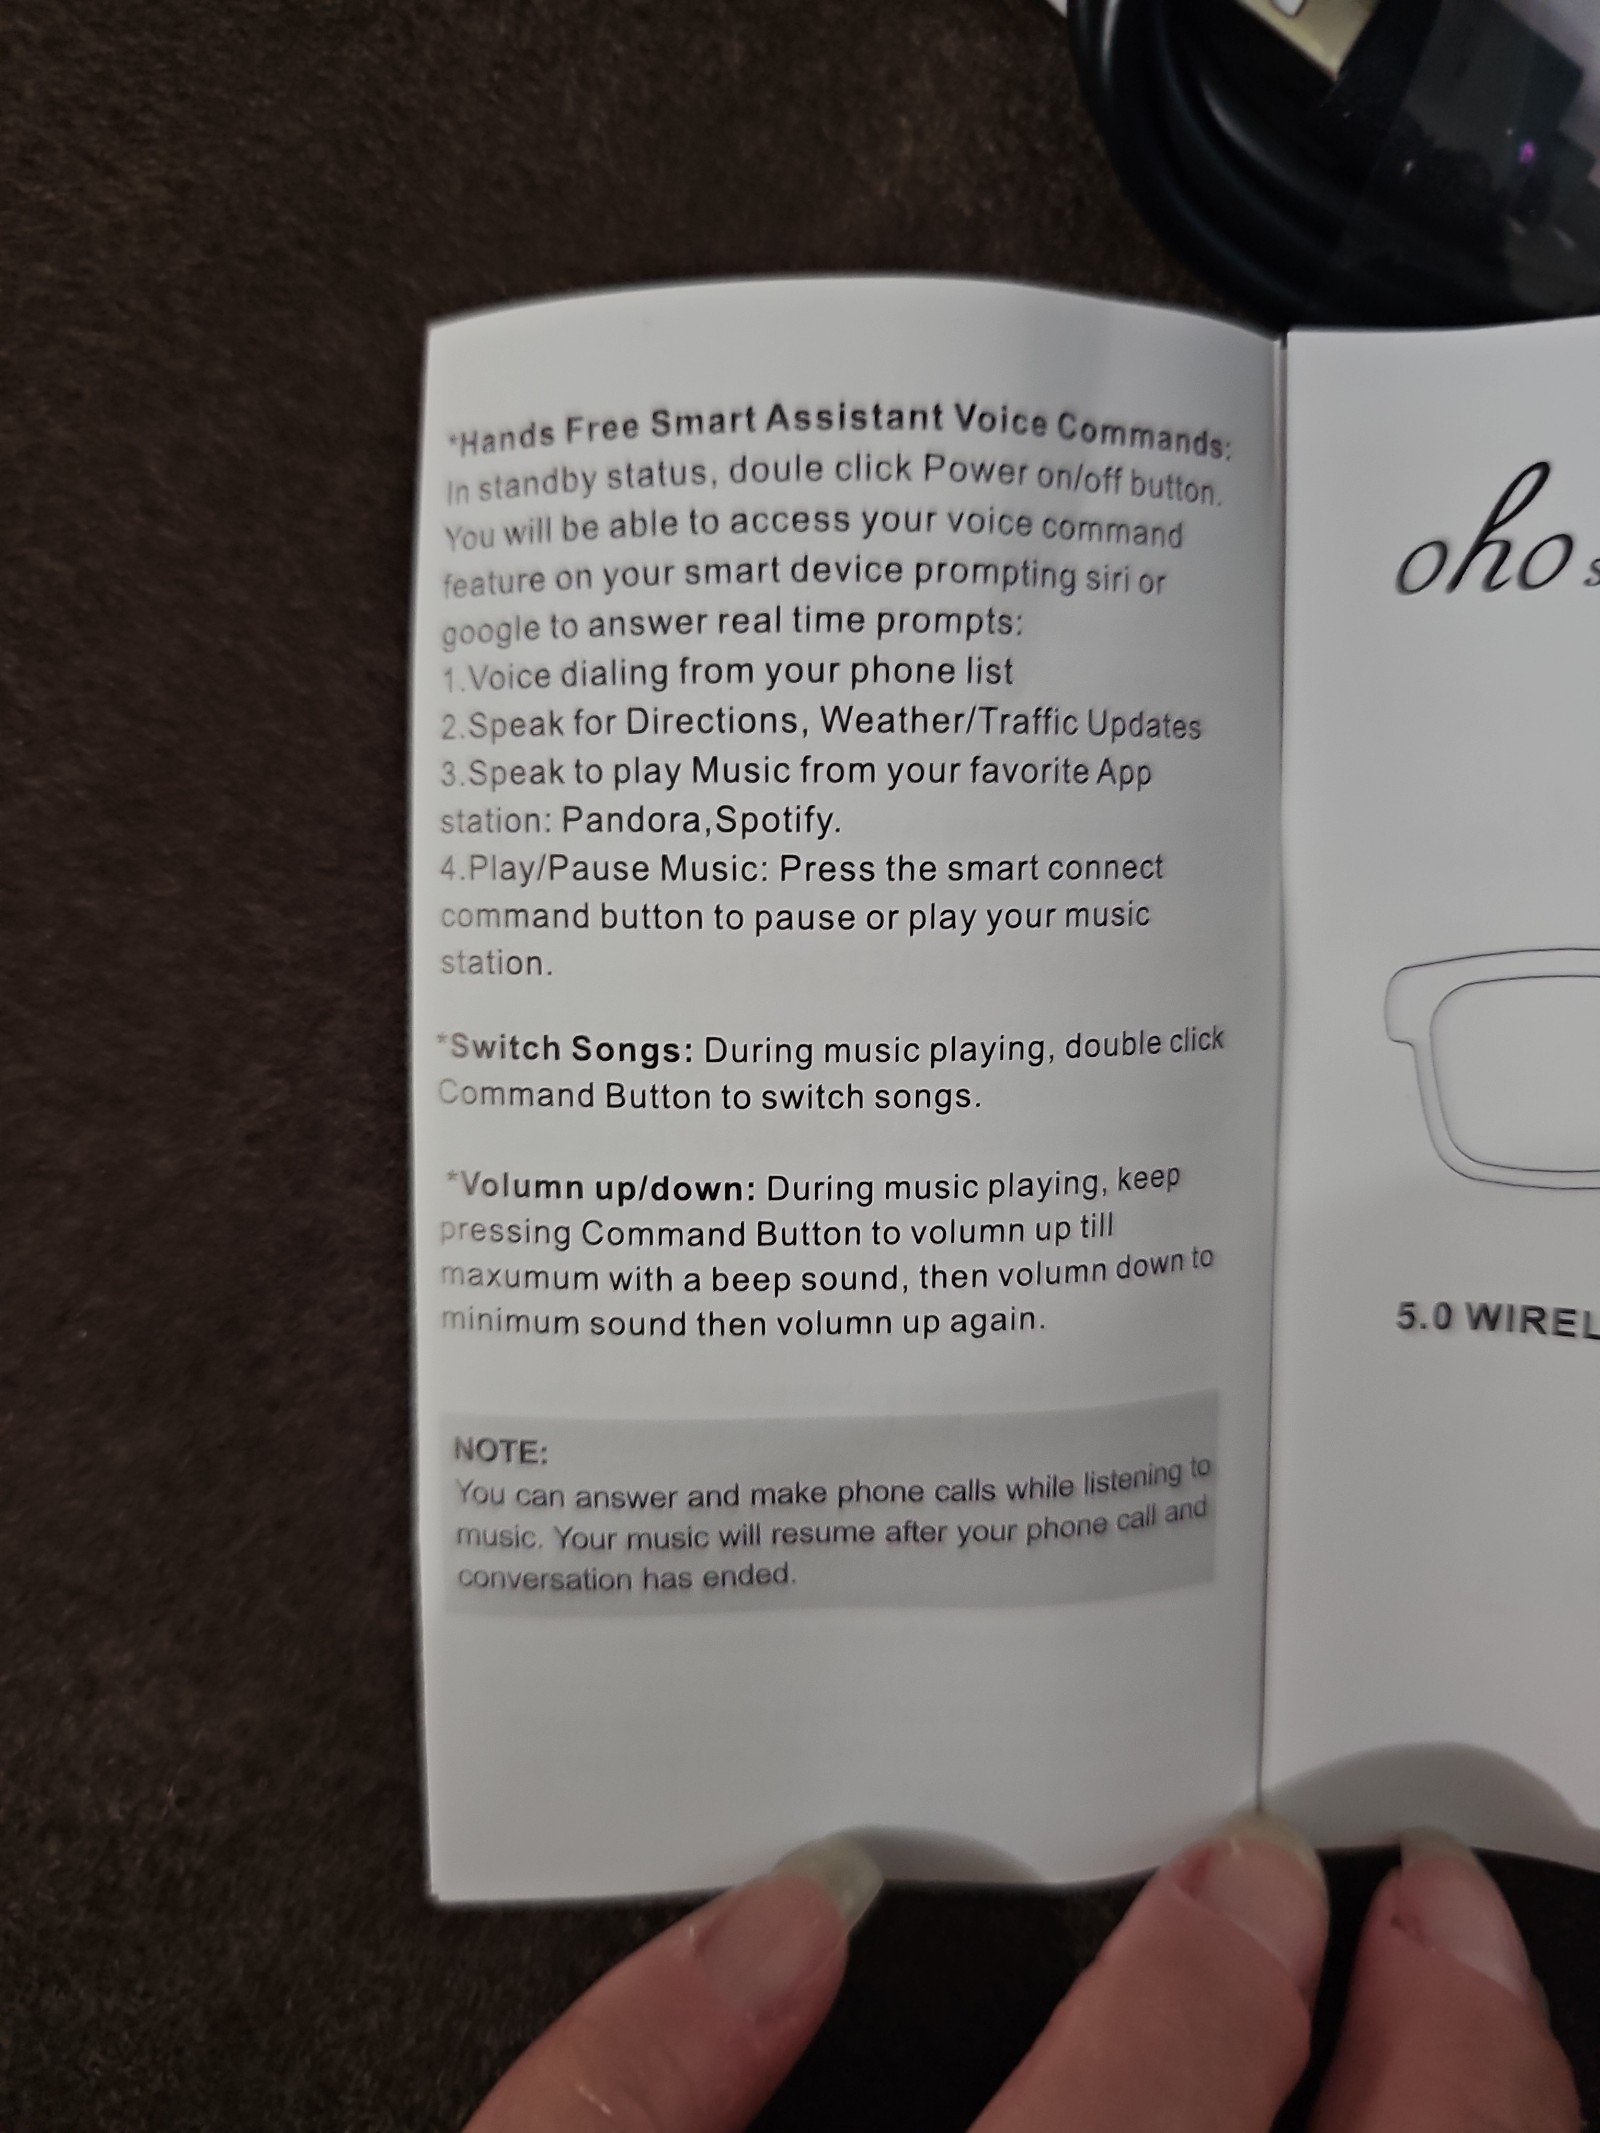 *Hands Free Smart Assistant Voice Commands:
In standby status, doule click Power on/off button.
You will be able to access your voice command
feature on your smart device prompting siri or
google to answer real time prompts:
1.Voice dialing from your phone list
2.Speak for Directions, Weather/Traffic Updates
3.Speak to play Music from your favorite App
station: Pandora,Spotify.
4.Play/Pause Music: Press the smart connect
command button to pause or play your music
station.
*Switch Songs: During music playing, double click
Command Button to switch songs.
*Volumn up/down: During music playing, keep
pressing Command Button to volumn up till
maxumum with a beep sound, then volumn down to
minimum sound then volumn up again.
NOTE:
You can answer and make phone calls while listening to
music. Your music will resume after your phone call and
conversation has ended.
oho
5.0